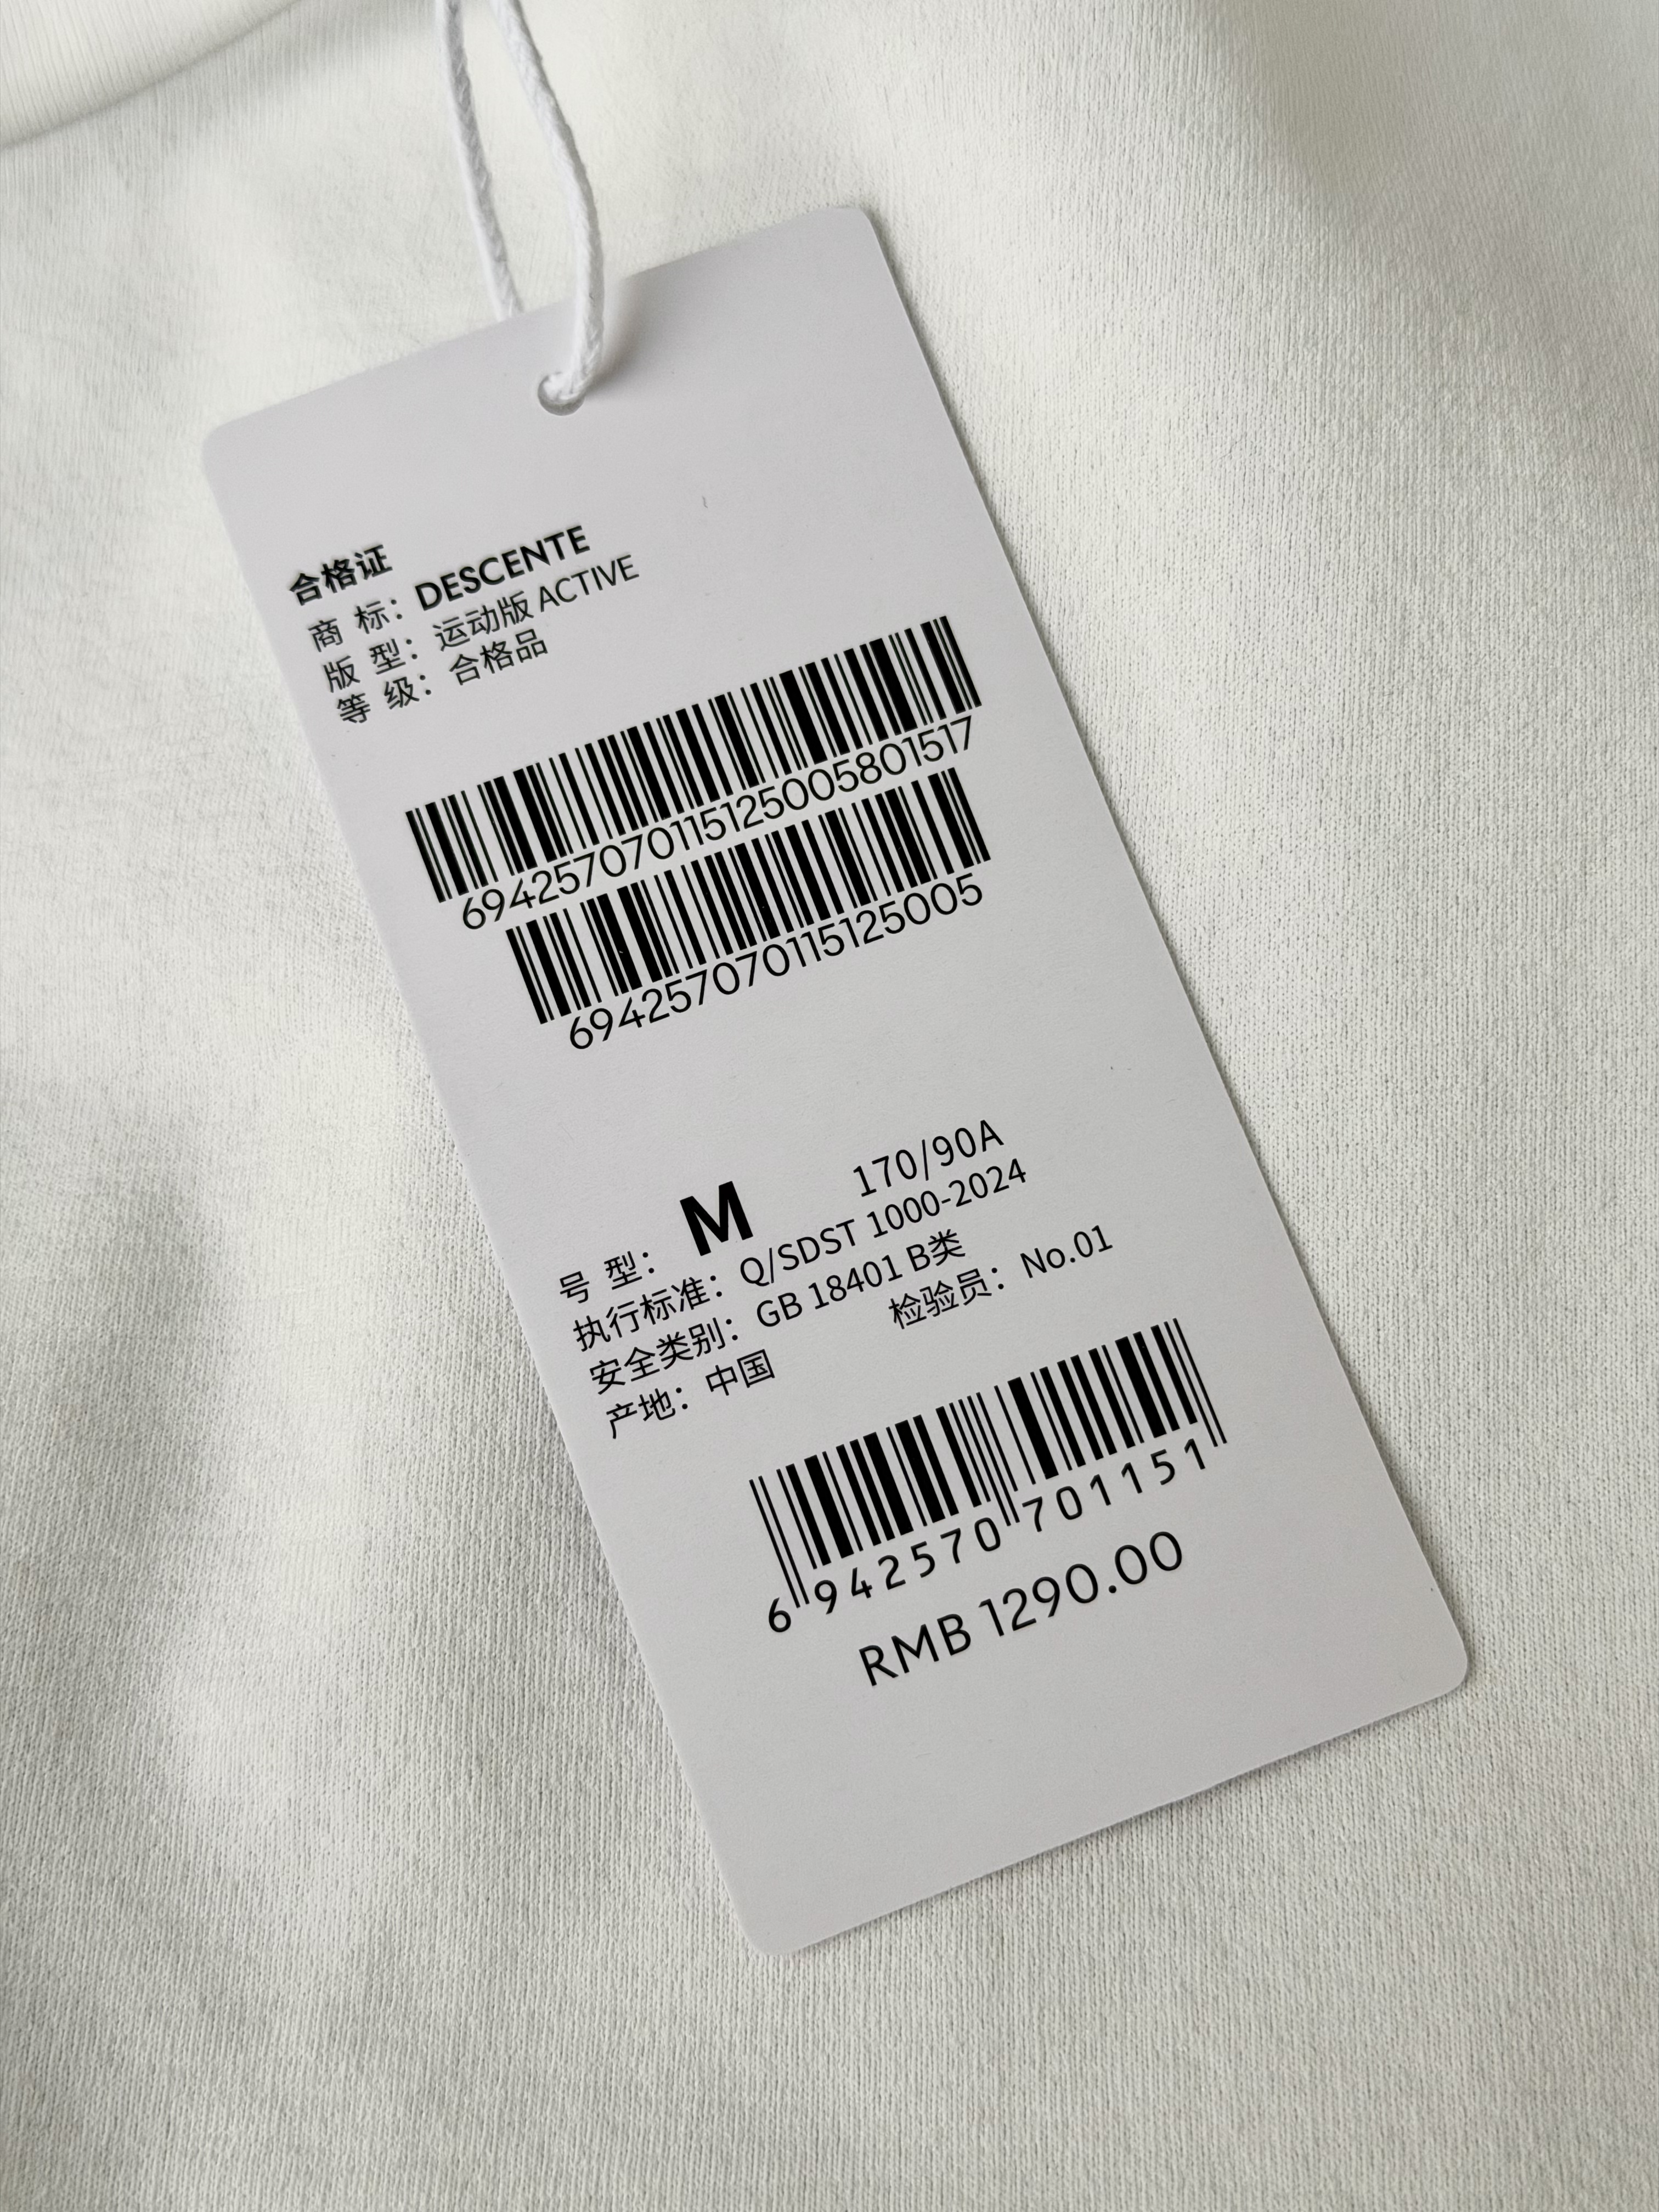 合格证
商 标：DESCENTE
版 型：运动版 ACTIVE
等 级：合格品
694257070115125005801517
694257070115125005
号 型：M 170/90A
执行标准：Q/SDST 1000-2024
安全类别：GB 18401 B类
产地：中国 检验员：No.01
6 942570 701151
RMB 1290.00